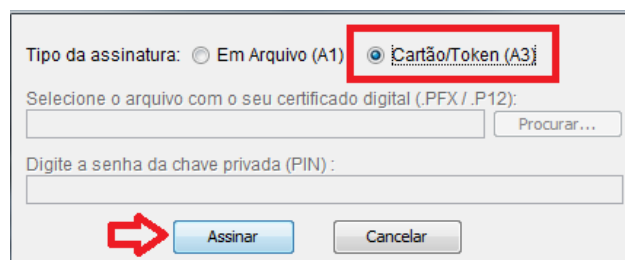 Tipo da assinatura: Em Arquivo (A1) Cartão/Token (A3)
Selecione o arquivo com o seu certificado digital (.PFX / .P12):
Procurar...
Digite a senha da chave privada (PIN) :
Assinar Cancelar